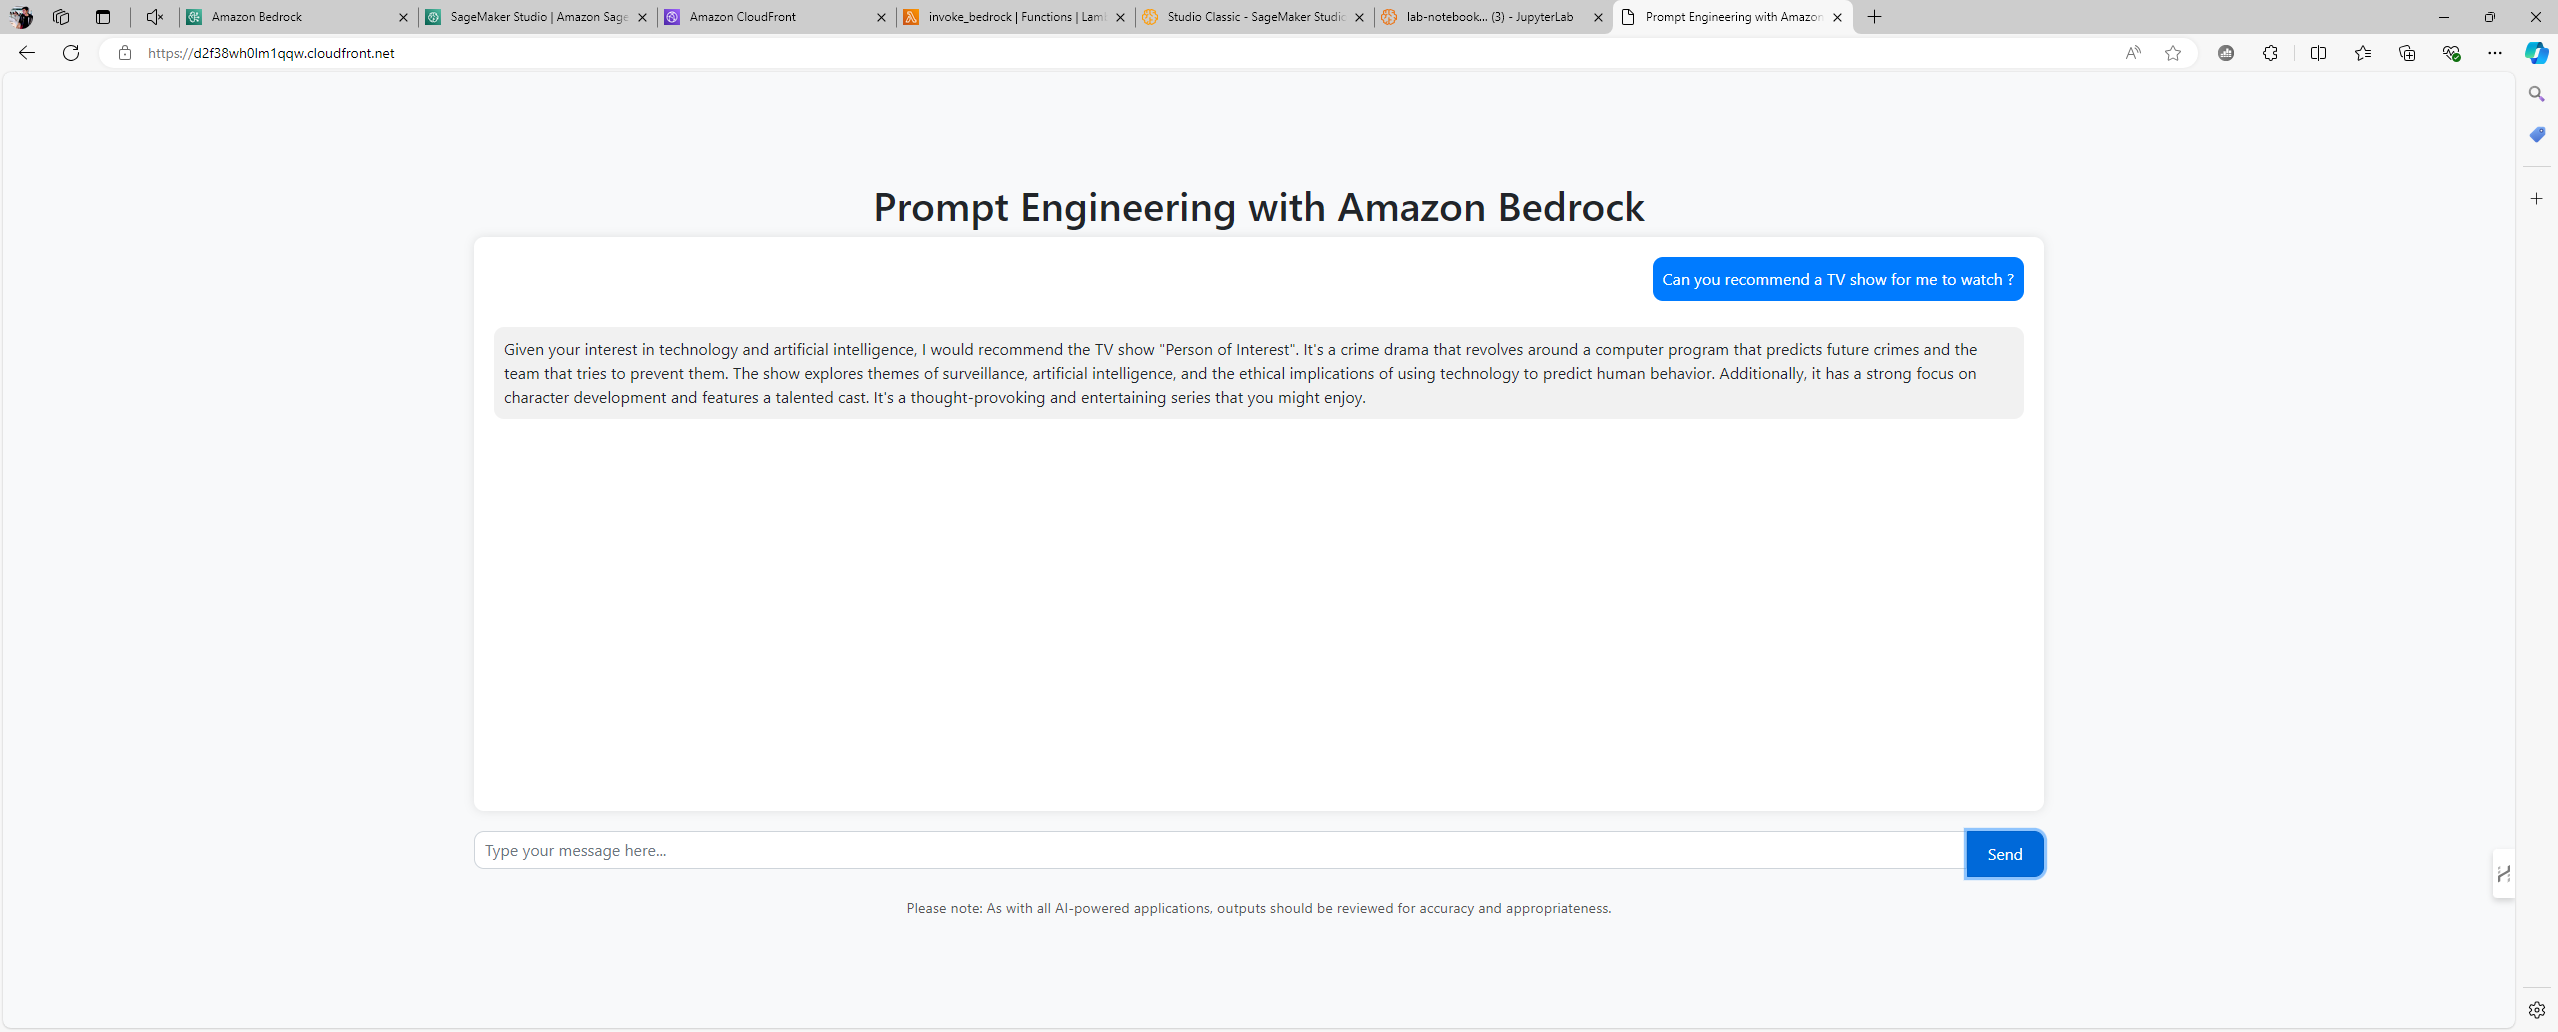 Amazon Bedrock
SageMaker Studio | Amazon Sage
Amazon CloudFront
invoke_bedrock | Functions | Lam
Studio Classic - SageMaker Studio
lab-notebook... (3) - JupyterLab
Prompt Engineering with Amazon
https://d2f38wh0lm1qqw.cloudfront.net
Prompt Engineering with Amazon Bedrock
Can you recommend a TV show for me to watch ?
Given your interest in technology and artificial intelligence, I would recommend the TV show "Person of Interest". It's a crime drama that revolves around a computer program that predicts future crimes and the
team that tries to prevent them. The show explores themes of surveillance, artificial intelligence, and the ethical implications of using technology to predict human behavior. Additionally, it has a strong focus on
character development and features a talented cast. It's a thought-provoking and entertaining series that you might enjoy.
Type your message here...
Send
Please note: As with all AI-powered applications, outputs should be reviewed for accuracy and appropriateness.